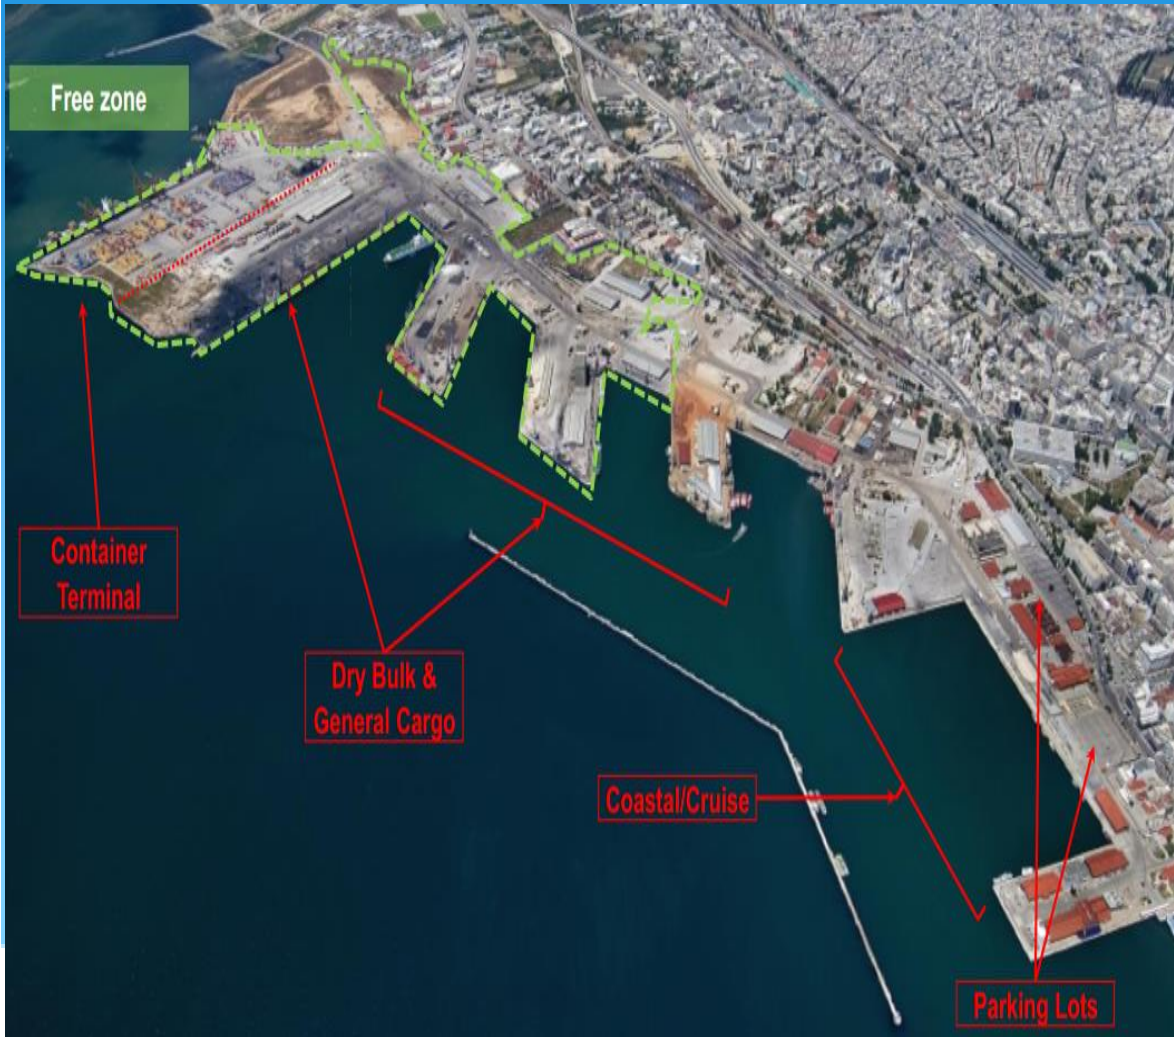 Free zone
Container
Terminal
Dry Bulk &
General Cargo
Coastal/Cruise
Parking Lots